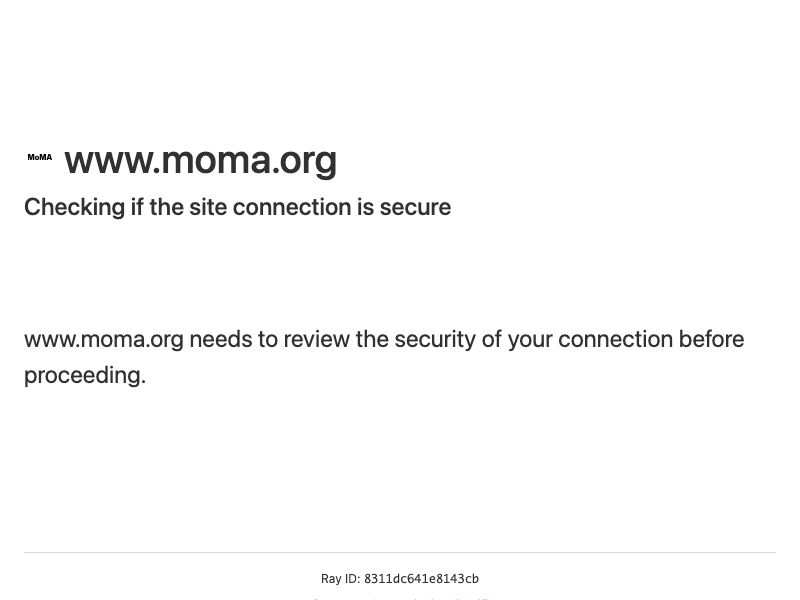 MoMA www.moma.org
Checking if the site connection is secure
www.moma.org needs to review the security of your connection before
proceeding.
Ray ID: 8311dc641e8143cb